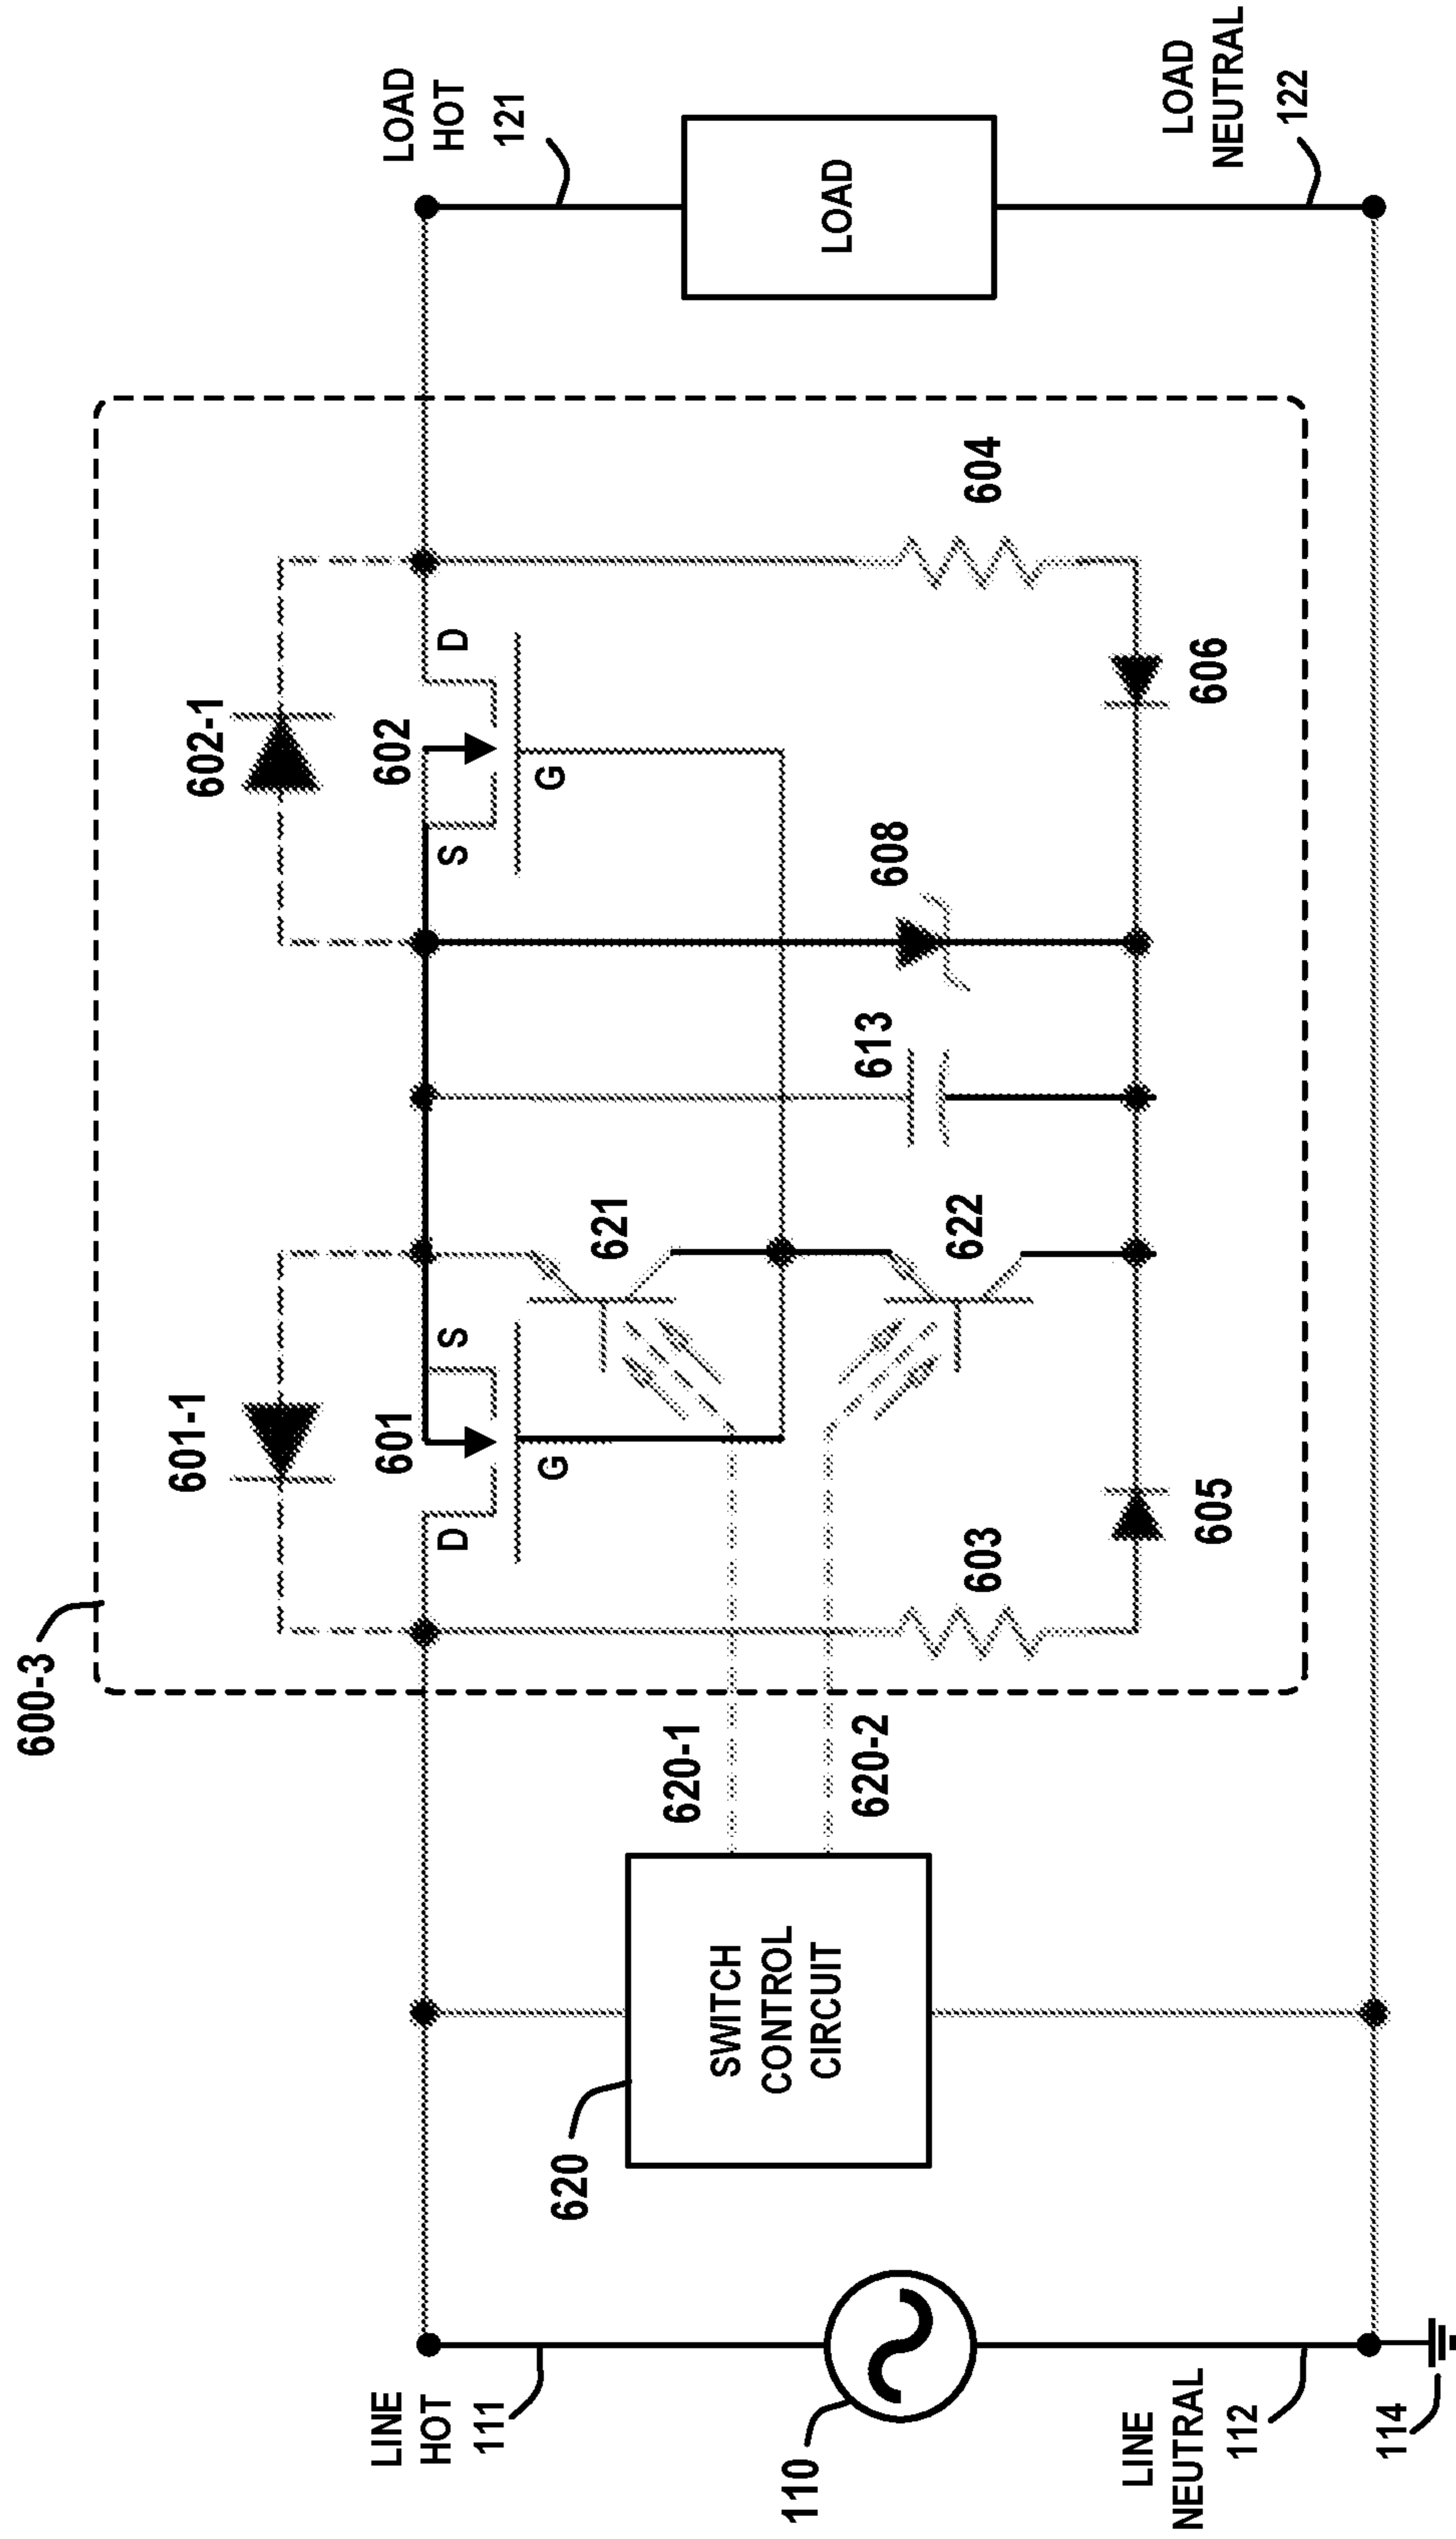 600-3
601-1
602-1
LINE
HOT
111
LOAD
HOT
121
601
602
D
S
S
D
G
G
620
SWITCH
CONTROL
CIRCUIT
620-1
620-2
621
622
613
608
603
604
605
606
110
LOAD
LINE
NEUTRAL
112
LOAD
NEUTRAL
122
114